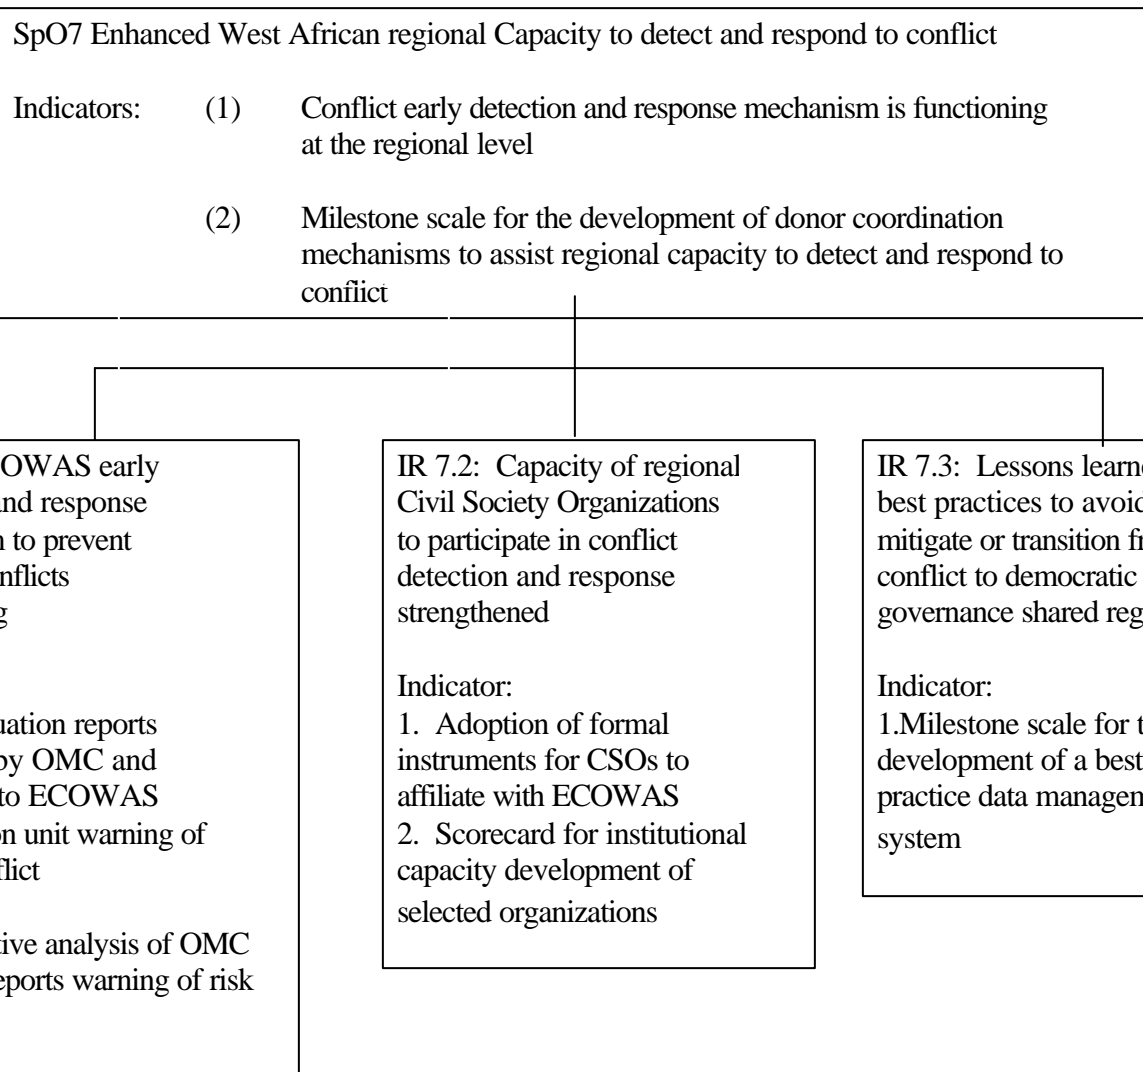 SpO7 Enhanced West African regional Capacity to detect and respond to conflict
Indicators: (1) Conflict early detection and response mechanism is functioning
at the regional level
(2) Milestone scale for the development of donor coordination
mechanisms to assist regional capacity to detect and respond to
conflict
OWAS early
and response
to prevent
nflicts
uation reports
by OMC and
to ECOWAS
on unit warning of
flict
tive analysis of OMC
eports warning of risk
IR 7.2: Capacity of regional
Civil Society Organizations
to participate in conflict
detection and response
strengthened
Indicator:
1. Adoption of formal
instruments for CSOs to
affiliate with ECOWAS
2. Scorecard for institutional
capacity development of
selected organizations
IR 7.3: Lessons learne
best practices to avoid
mitigate or transition fr
conflict to democratic
governance shared reg
Indicator:
1.Milestone scale for t
development of a best
practice data managem
system